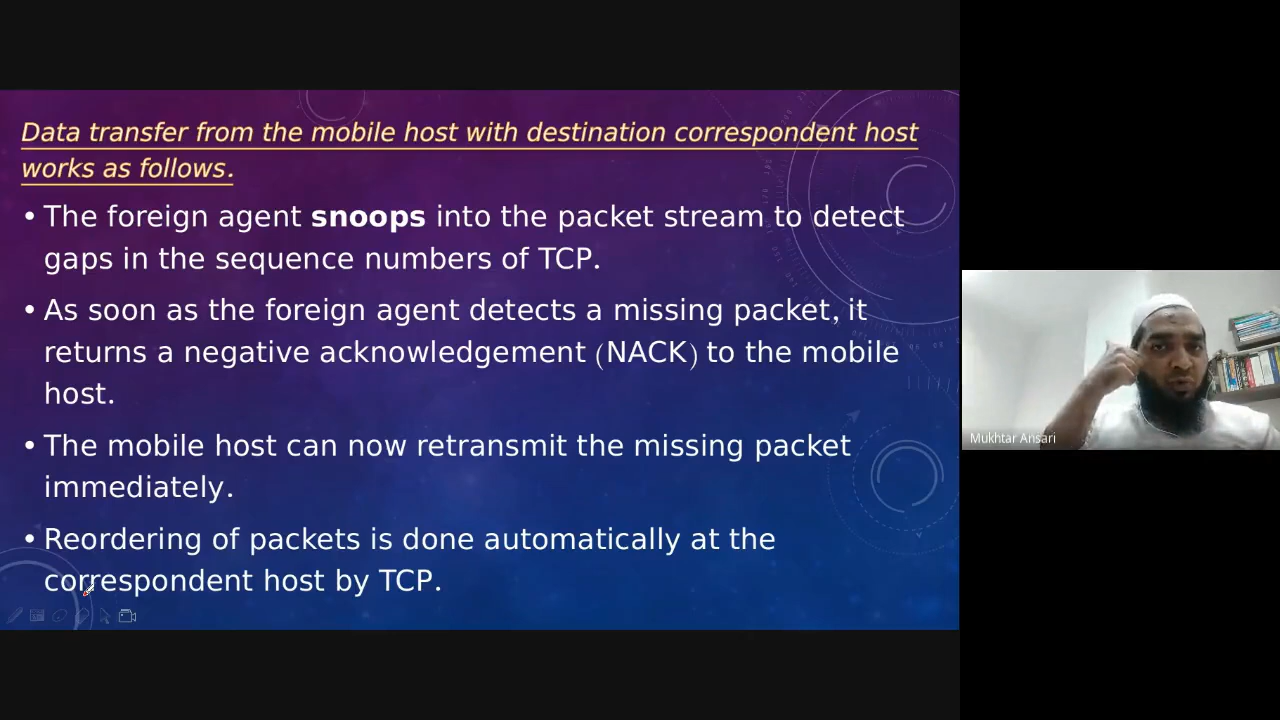 Data transfer from the mobile host with destination correspondent host
works as follows.
• The foreign agent snoops into the packet stream to detect
gaps in the sequence numbers of TCP.
• As soon as the foreign agent detects a missing packet, it
returns a negative acknowledgement (NACK) to the mobile
host.
• The mobile host can now retransmit the missing packet
immediately.
• Reordering of packets is done automatically at the
correspondent host by TCP.
Mukhtar Ansari